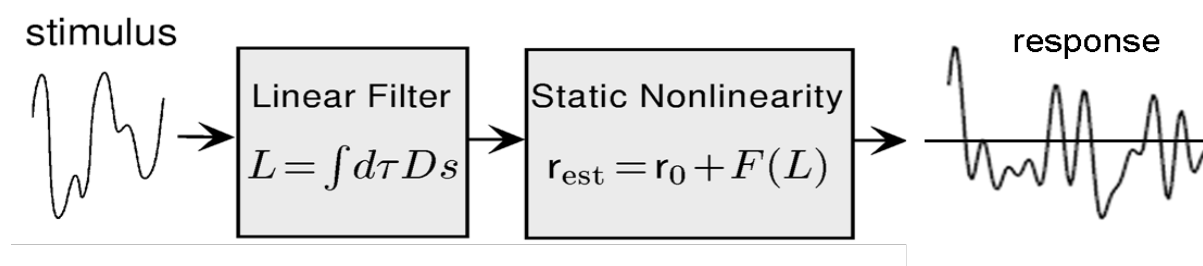 stimulus
Linear Filter
L = ∫dτDs
Static Nonlinearity
r_est = r_0 + F(L)
response